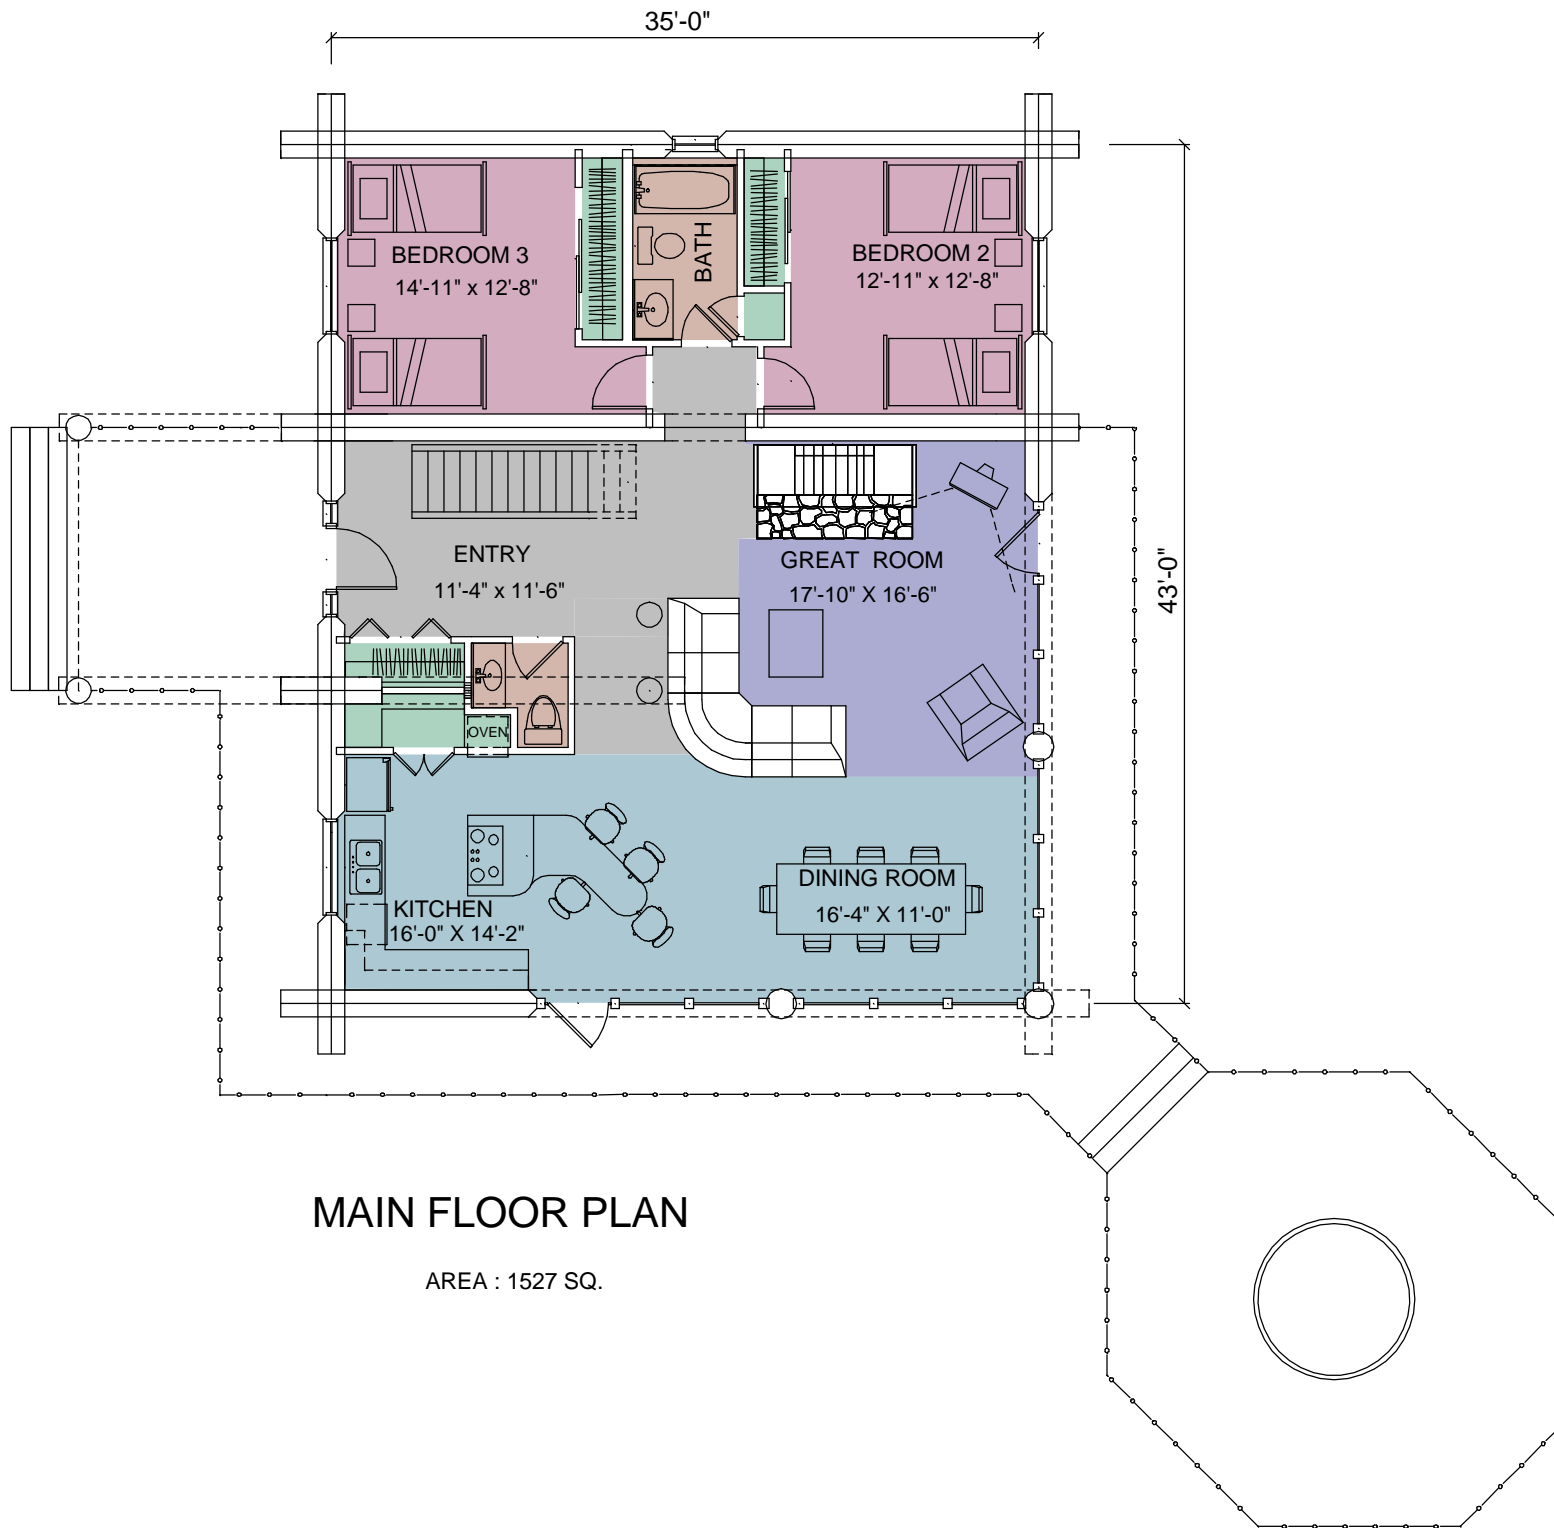 35'-0"
BEDROOM 3
14'-11" x 12'-8"
BATH
BEDROOM 2
12'-11" x 12'-8"
ENTRY
11'-4" x 11'-6"
GREAT ROOM
17'-10" X 16'-6"
43'-0"
OVEN
KITCHEN
16'-0" X 14'-2"
DINING ROOM
16'-4" X 11'-0"
MAIN FLOOR PLAN
AREA : 1527 SQ.